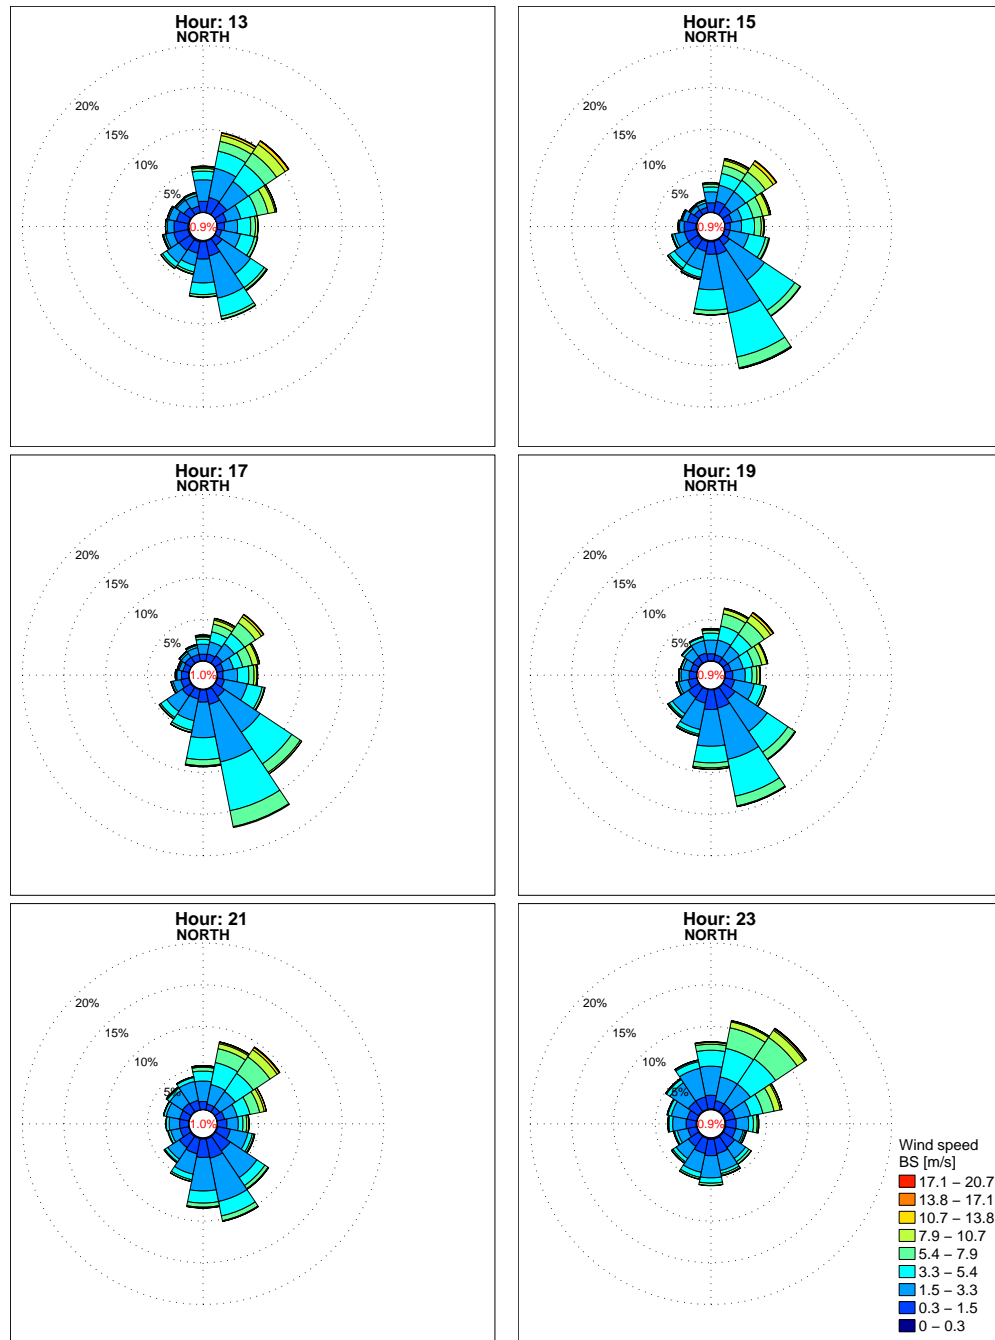 Hour: 13
NORTH
20%
15%
10%
5%
0.9%
Hour: 15
NORTH
20%
15%
10%
5%
0.9%
Hour: 17
NORTH
20%
15%
10%
5%
1.0%
Hour: 19
NORTH
20%
15%
10%
5%
0.9%
Hour: 21
NORTH
20%
15%
10%
5%
1.0%
Hour: 23
NORTH
20%
15%
10%
5%
0.9%
Wind speed
BS [m/s]
17.1 − 20.7
13.8 − 17.1
10.7 − 13.8
7.9 − 10.7
5.4 − 7.9
3.3 − 5.4
1.5 − 3.3
0.3 − 1.5
0 − 0.3